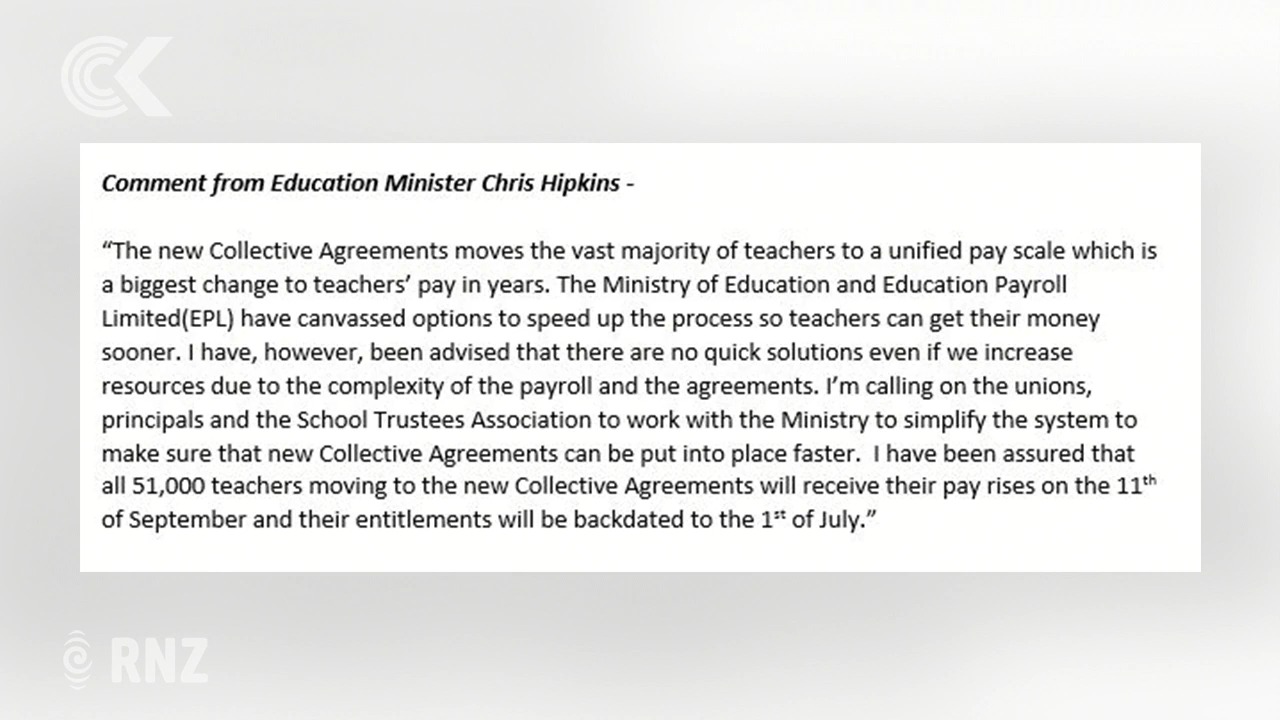 CK
Comment from Education Minister Chris Hipkins -
“The new Collective Agreements moves the vast majority of teachers to a unified pay scale which is
a biggest change to teachers’ pay in years. The Ministry of Education and Education Payroll
Limited(EPL) have canvassed options to speed up the process so teachers can get their money
sooner. I have, however, been advised that there are no quick solutions even if we increase
resources due to the complexity of the payroll and the agreements. I’m calling on the unions,
principals and the School Trustees Association to work with the Ministry to simplify the system to
make sure that new Collective Agreements can be put into place faster.  I have been assured that
all 51,000 teachers moving to the new Collective Agreements will receive their pay rises on the 11th
of September and their entitlements will be backdated to the 1st of July.”
RNZ